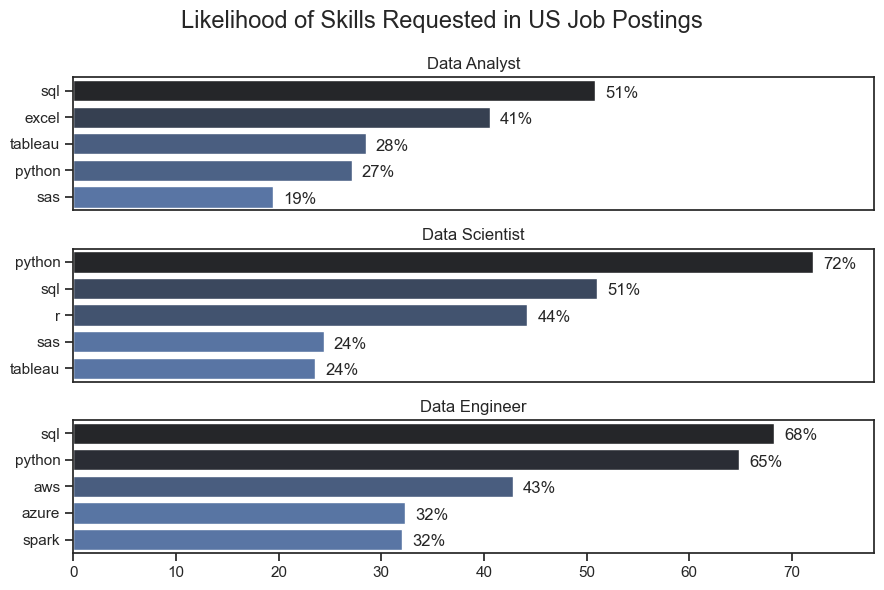 Likelihood of Skills Requested in US Job Postings
Data Analyst
sql 51%
excel 41%
tableau 28%
python 27%
sas 19%
Data Scientist
python 72%
sql 51%
r 44%
sas 24%
tableau 24%
Data Engineer
sql 68%
python 65%
aws 43%
azure 32%
spark 32%
0 10 20 30 40 50 60 70